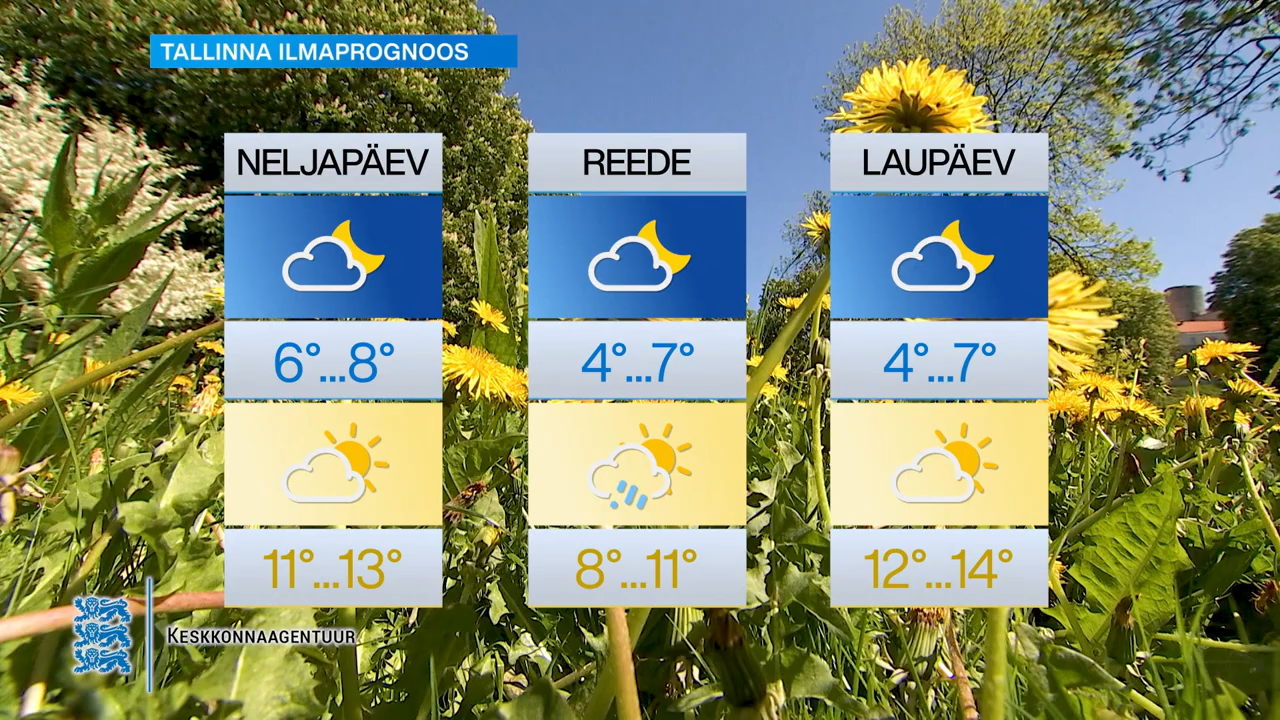 TALLINNA ILMAPROGNOOS
NELJAPÄEV
6°...8°
11°...13°
REEDE
4°...7°
8°...11°
LAUPÄEV
4°...7°
12°...14°
KESKKONNAAGENTUUR